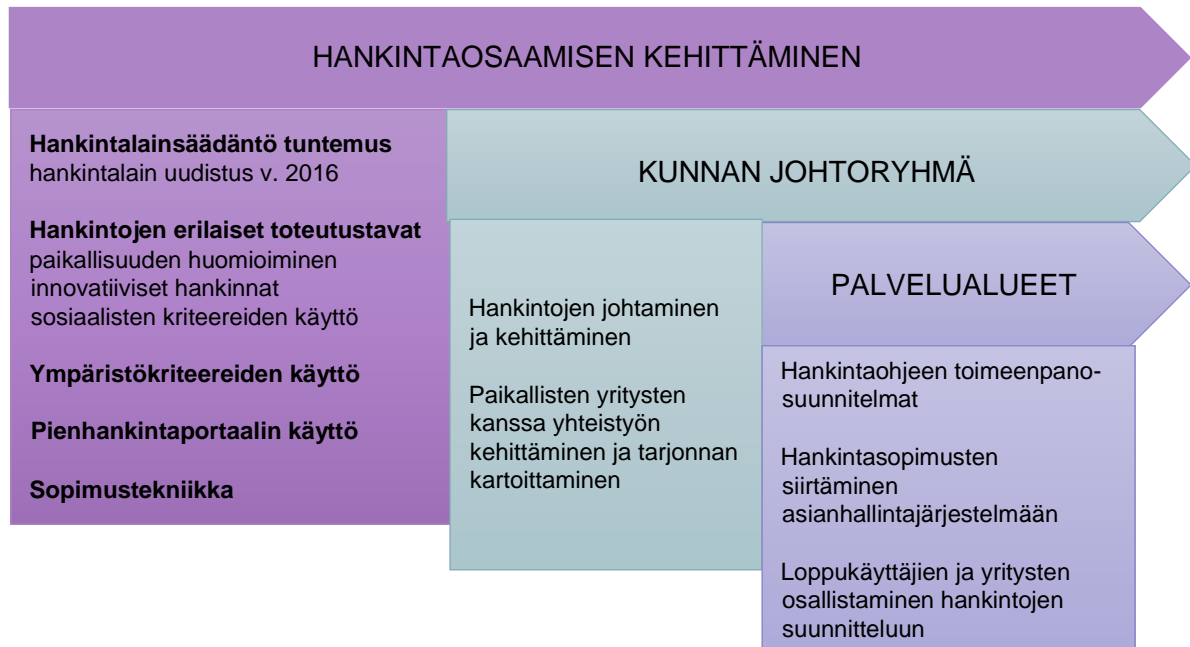 HANKINTAOSAAMISEN KEHITTÄMINEN
Hankintalainsäädäntö tuntemus
hankintalain uudistus v. 2016
Hankintojen erilaiset toteutustavat
paikallisuuden huomioiminen
innovatiiviset hankinnat
sosiaalisten kriteereiden käyttö
Ympäristökriteereiden käyttö
Pienhankintaportaalin käyttö
Sopimustekniikka
KUNNAN JOHTORYHMÄ
Hankintojen johtaminen
ja kehittäminen
Paikallisten yritysten
kanssa yhteistyön
kehittäminen ja tarjonnan
kartoittaminen
PALVELUALUEET
Hankintaohjeen toimeenpano-
suunnitelmat
Hankintasopimusten
siirtäminen
asianhallintajärjestelmään
Loppukäyttäjien ja yritysten
osallistaminen hankintojen
suunnitteluun